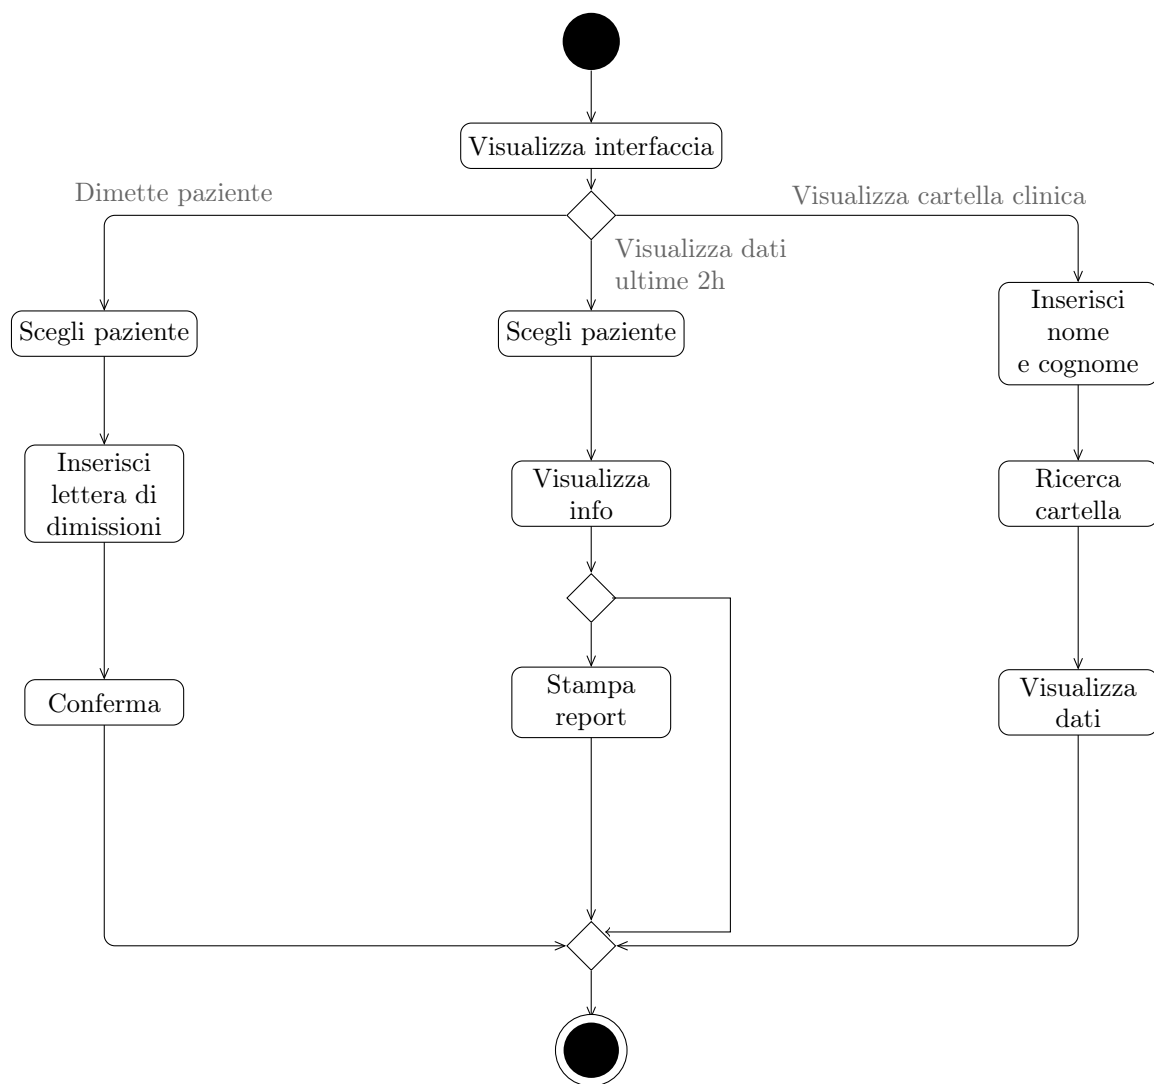 Visualizza interfaccia
Dimette paziente
Visualizza cartella clinica
Visualizza dati
ultime 2h
Scegli paziente
Scegli paziente
Inserisci
nome
e cognome
Inserisci
lettera di
dimissioni
Visualizza
info
Ricerca
cartella
Conferma
Stampa
report
Visualizza
dati